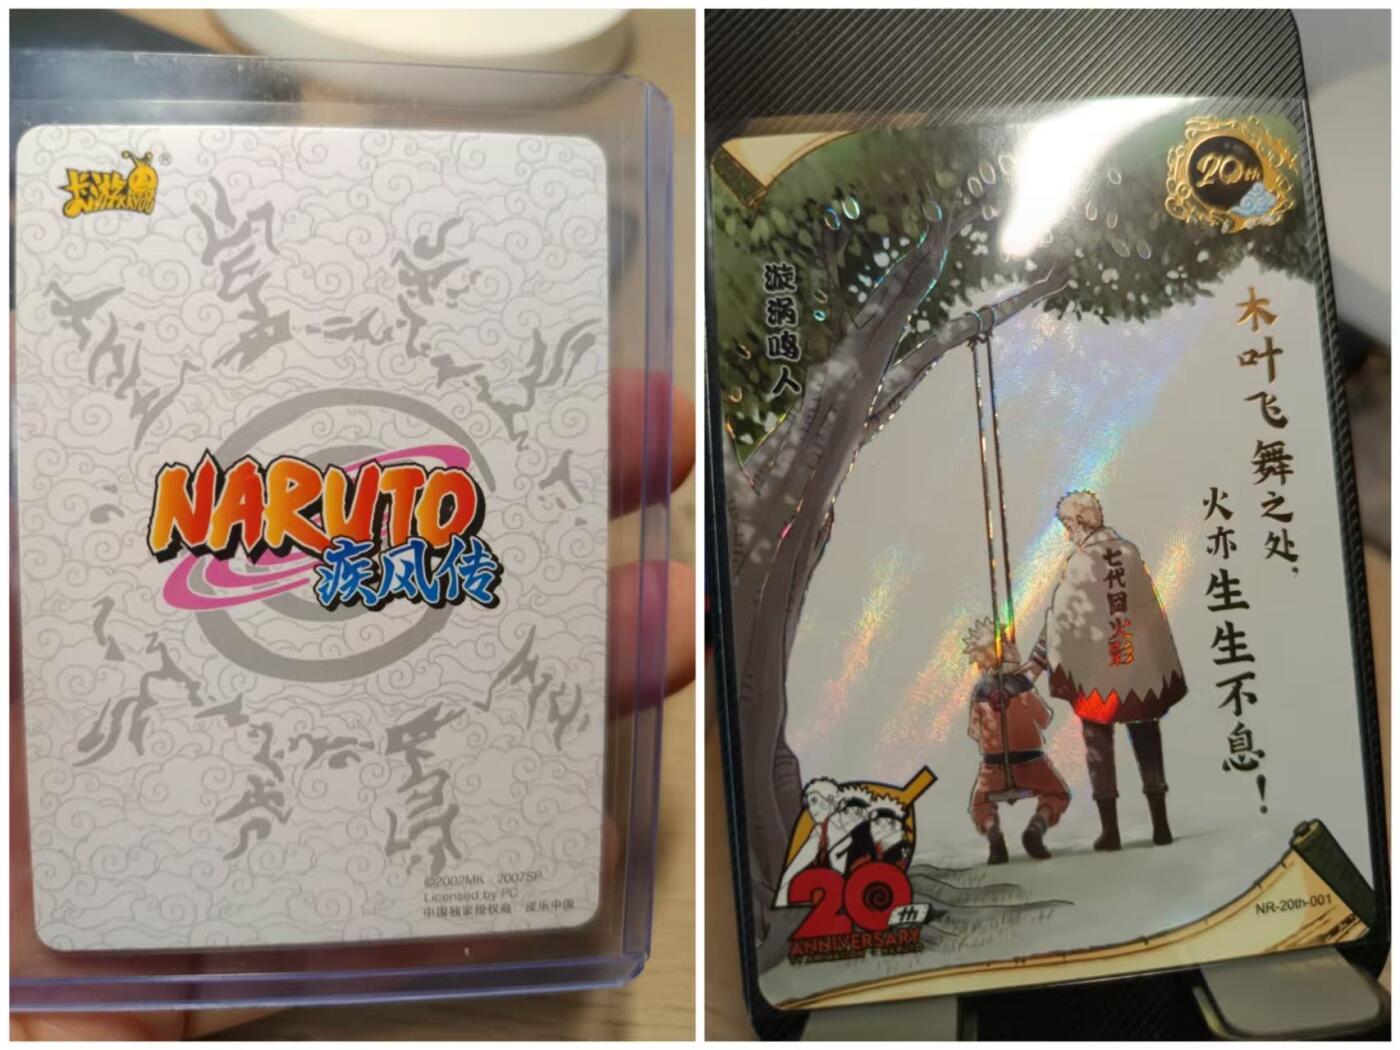 卡游
KAYOU
®
NARUTO
疾风传
©2002MK · 2007SP
Licensed by PC
中国独家授权商 皮乐中国
20th
漩涡鸣人
木叶飞舞之处，
火亦生生不息！
七代目火影
20th
ANNIVERSARY
NR-20th-001